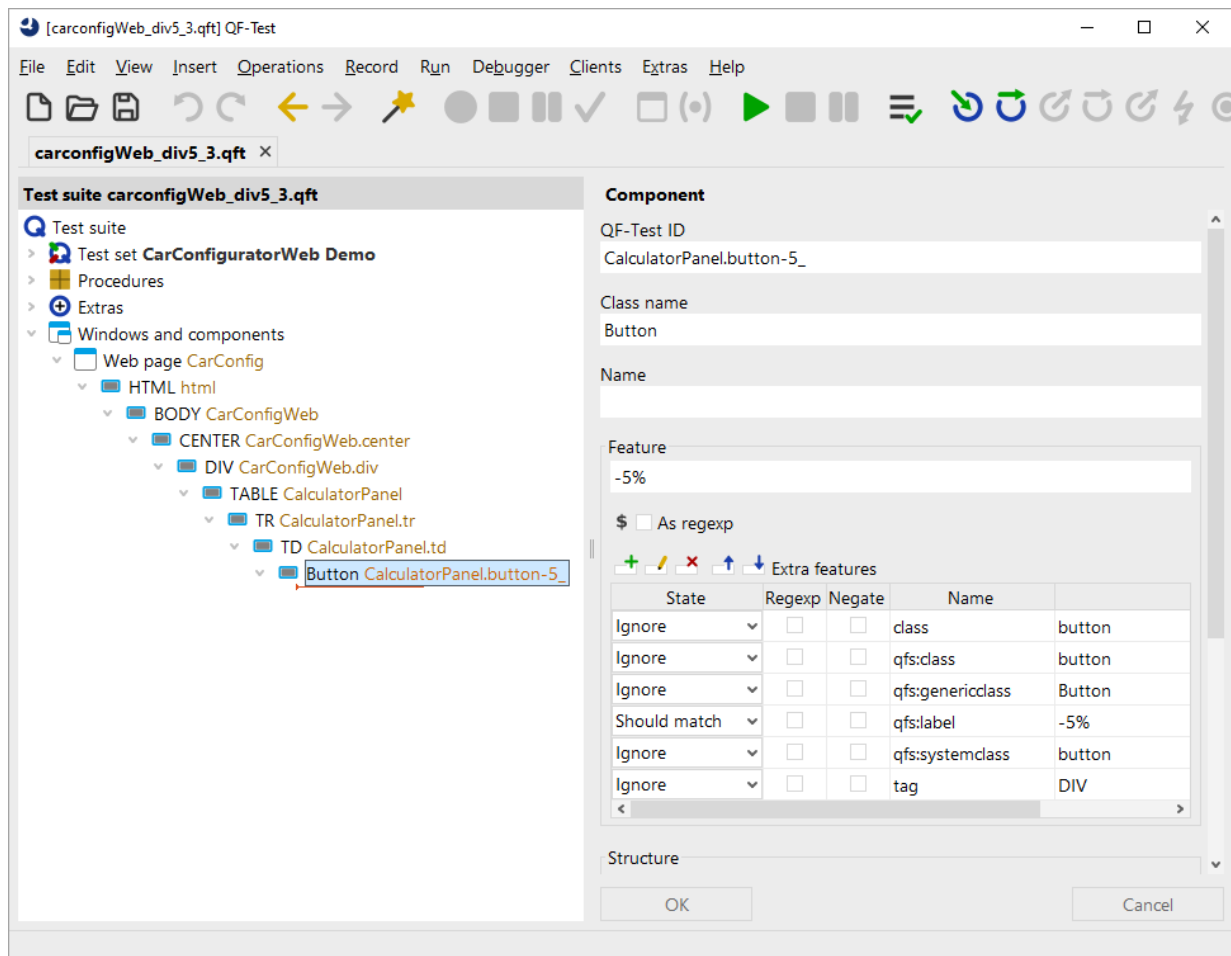 [carconfigWeb_div5_3.qft] QF-Test
File Edit View Insert Operations Record Run Debugger Clients Extras Help
carconfigWeb_div5_3.qft
Test suite carconfigWeb_div5_3.qft
Test suite
Test set CarConfiguratorWeb Demo
Procedures
Extras
Windows and components
Web page CarConfig
HTML html
BODY CarConfigWeb
CENTER CarConfigWeb.center
DIV CarConfigWeb.div
TABLE CalculatorPanel
TR CalculatorPanel.tr
TD CalculatorPanel.td
Button CalculatorPanel.button-5_
Component
QF-Test ID
CalculatorPanel.button-5_
Class name
Button
Name
Feature
-5%
$ As regexp
Extra features
State Regexp Negate Name
Ignore class button
Ignore qfs:class button
Ignore qfs:genericclass Button
Should match qfs:label -5%
Ignore qfs:systemclass button
Ignore tag DIV
Structure
OK Cancel